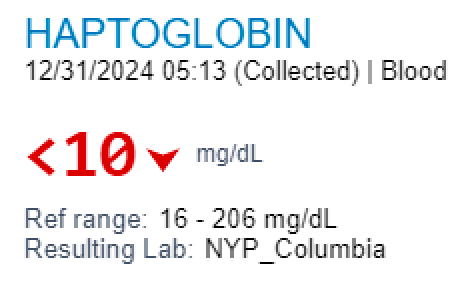 HAPTOGLOBIN
12/31/2024 05:13 (Collected) | Blood
<10 mg/dL
Ref range: 16 - 206 mg/dL
Resulting Lab: NYP_Columbia